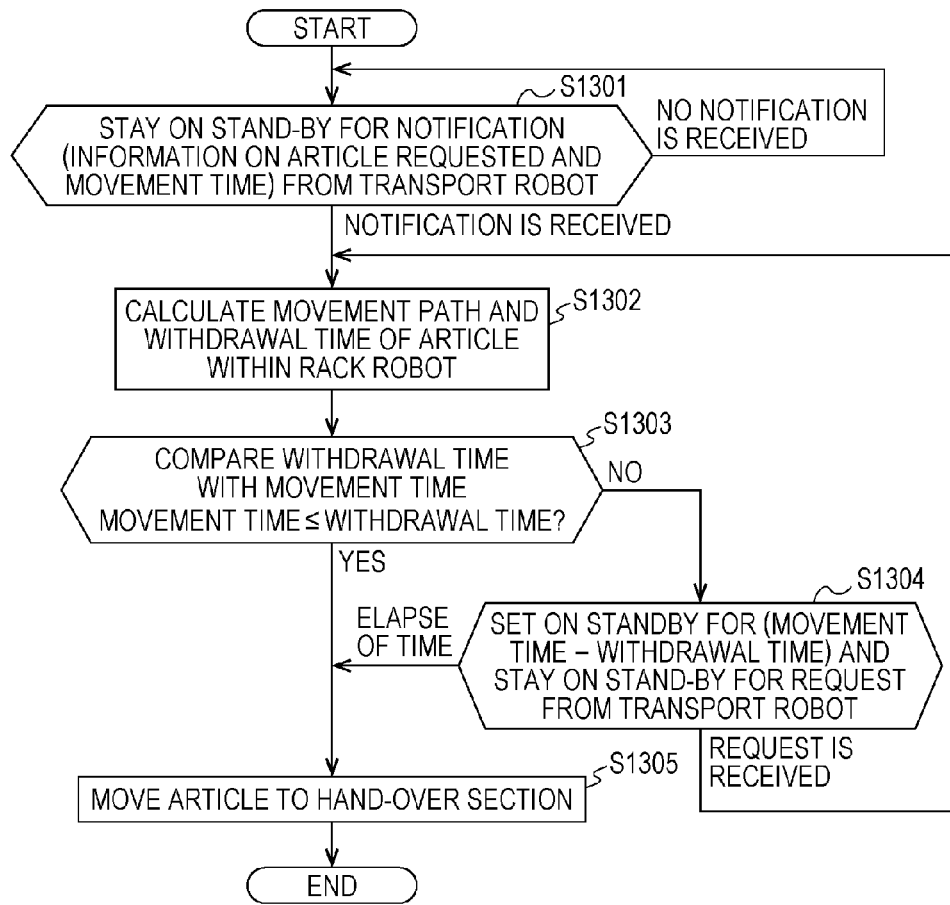 START
S1301
STAY ON STAND-BY FOR NOTIFICATION
(INFORMATION ON ARTICLE REQUESTED AND
MOVEMENT TIME) FROM TRANSPORT ROBOT
NO NOTIFICATION
IS RECEIVED
NOTIFICATION IS RECEIVED
S1302
CALCULATE MOVEMENT PATH AND
WITHDRAWAL TIME OF ARTICLE
WITHIN RACK ROBOT
S1303
COMPARE WITHDRAWAL TIME
WITH MOVEMENT TIME
MOVEMENT TIME ≤ WITHDRAWAL TIME?
NO
YES
S1304
SET ON STANDBY FOR (MOVEMENT
TIME – WITHDRAWAL TIME) AND
STAY ON STAND-BY FOR REQUEST
FROM TRANSPORT ROBOT
ELAPSE
OF TIME
REQUEST IS
RECEIVED
S1305
MOVE ARTICLE TO HAND-OVER SECTION
END